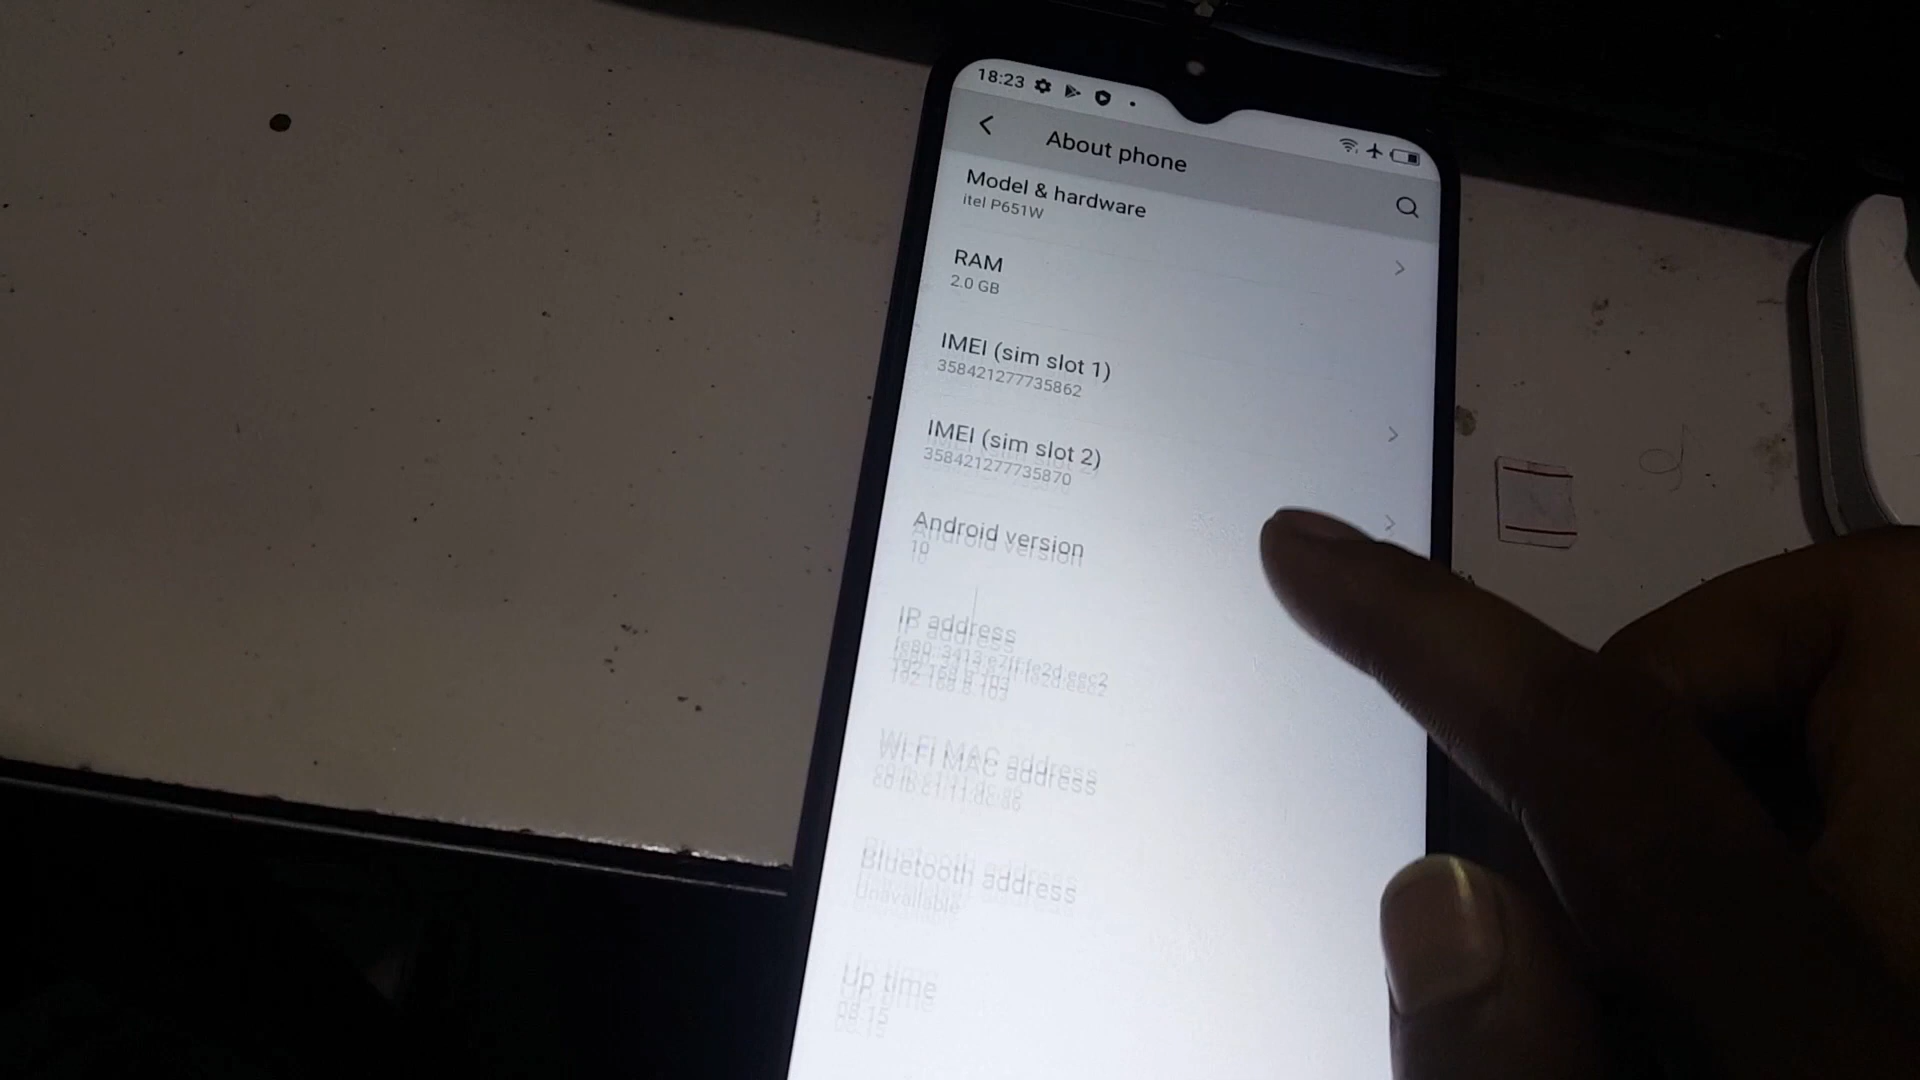 18:23
About phone
Model & hardware
itel P651W
RAM
2.0 GB
IMEI (sim slot 1)
358421277735862
IMEI (sim slot 2)
358421277735870
Android version
10
IP address
192.168.8.103
Wi-Fi MAC address
Bluetooth address
Unavailable
Up time
08:15